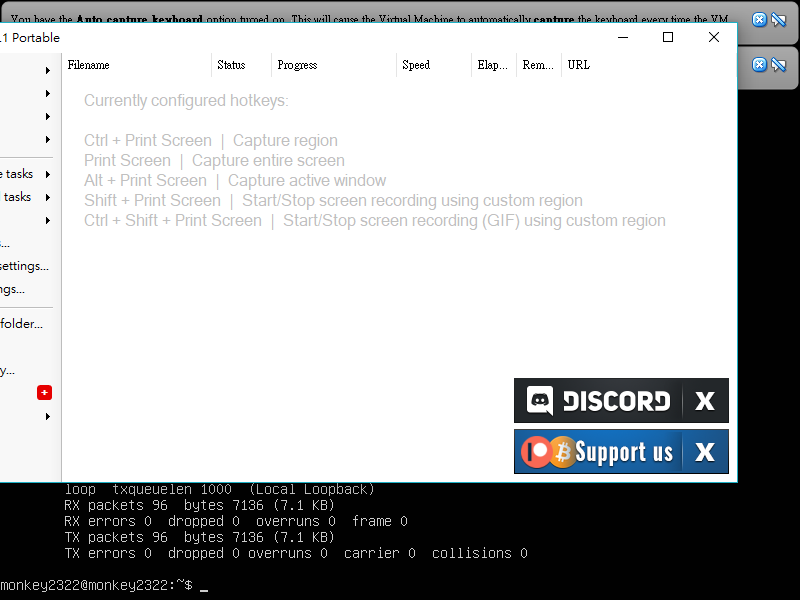 You have the Auto capture keyboard option turned on. This will cause the Virtual Machine to automatically capture the keyboard every time the VM
.1 Portable
Filename Status Progress Speed Elap... Rem... URL
Currently configured hotkeys:
Ctrl + Print Screen | Capture region
Print Screen | Capture entire screen
Alt + Print Screen | Capture active window
Shift + Print Screen | Start/Stop screen recording using custom region
Ctrl + Shift + Print Screen | Start/Stop screen recording (GIF) using custom region
e tasks
tasks
s...
settings...
ngs...
folder...
y...
DISCORD X
Support us X
loop txqueuelen 1000 (Local Loopback)
RX packets 96 bytes 7136 (7.1 KB)
RX errors 0 dropped 0 overruns 0 frame 0
TX packets 96 bytes 7136 (7.1 KB)
TX errors 0 dropped 0 overruns 0 carrier 0 collisions 0
monkey2322@monkey2322:~$ _